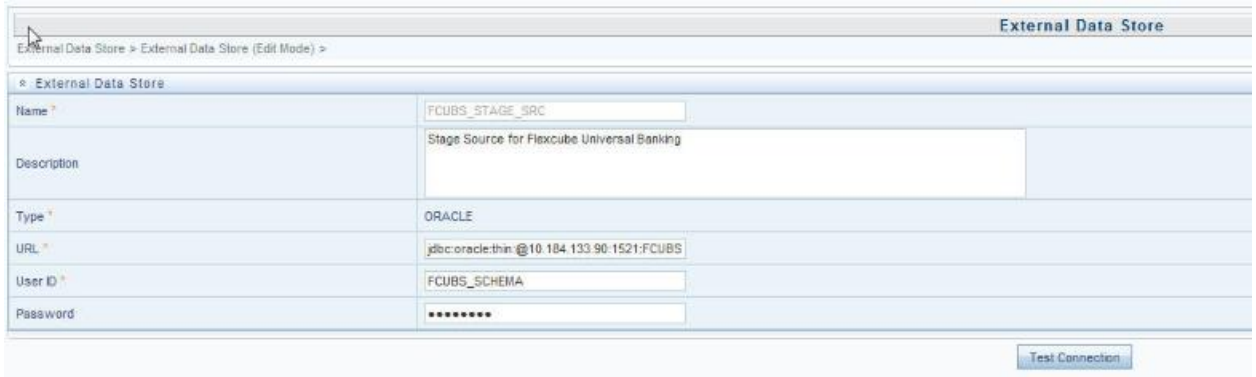 External Data Store
External Data Store > External Data Store (Edit Mode) >
External Data Store
Name *
FCUBS_STAGE_SRC
Description
Stage Source for Flexcube Universal Banking
Type *
ORACLE
URL *
jdbc:oracle:thin:@10.184.133.90:1521:FCUBS
User ID *
FCUBS_SCHEMA
Password
••••••••
Test Connection